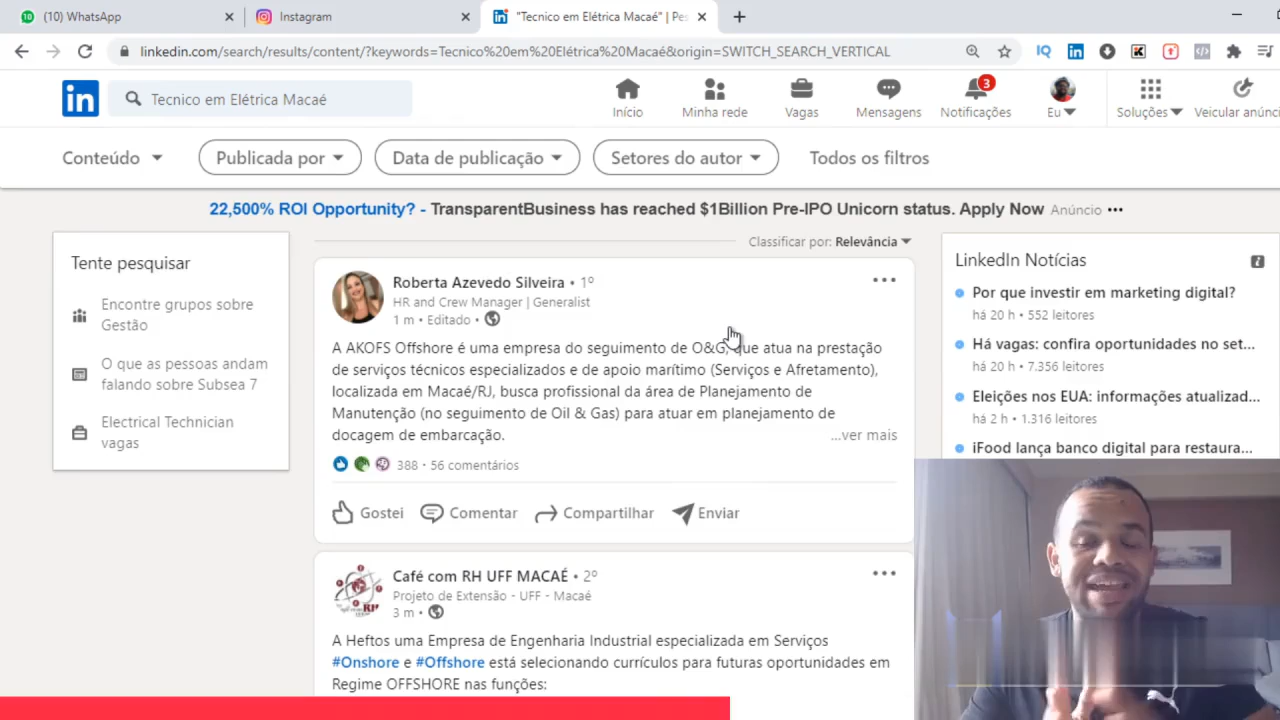 (10) WhatsApp
Instagram
"Tecnico em Elétrica Macaé" | Pes
linkedin.com/search/results/content/?keywords=Tecnico%20em%20Elétrica%20Macaé&origin=SWITCH_SEARCH_VERTICAL
in Tecnico em Elétrica Macaé
Início
Minha rede
Vagas
Mensagens
3
Notificações
Eu
Soluções
Veicular anúnci
Conteúdo
Publicada por
Data de publicação
Setores do autor
Todos os filtros
22,500% ROI Opportunity? - TransparentBusiness has reached $1Billion Pre-IPO Unicorn status. Apply Now Anúncio •••
Tente pesquisar
Encontre grupos sobre
Gestão
O que as pessoas andam
falando sobre Subsea 7
Electrical Technician
vagas
Classificar por: Relevância
Roberta Azevedo Silveira • 1º
HR and Crew Manager | Generalist
1 m • Editado •
A AKOFS Offshore é uma empresa do seguimento de O&G, que atua na prestação
de serviços técnicos especializados e de apoio marítimo (Serviços e Afretamento),
localizada em Macaé/RJ, busca profissional da área de Planejamento de
Manutenção (no seguimento de Oil & Gas) para atuar em planejamento de
docagem de embarcação.
...ver mais
388 • 56 comentários
Gostei
Comentar
Compartilhar
Enviar
Café com RH UFF MACAÉ • 2º
Projeto de Extensão - UFF - Macaé
3 m •
A Heftos uma Empresa de Engenharia Industrial especializada em Serviços
#Onshore e #Offshore está selecionando currículos para futuras oportunidades em
Regime OFFSHORE nas funções:
LinkedIn Notícias
Por que investir em marketing digital?
há 20 h • 552 leitores
Há vagas: confira oportunidades no set...
há 20 h • 7.356 leitores
Eleições nos EUA: informações atualizad...
há 2 h • 1.316 leitores
iFood lança banco digital para restaura...